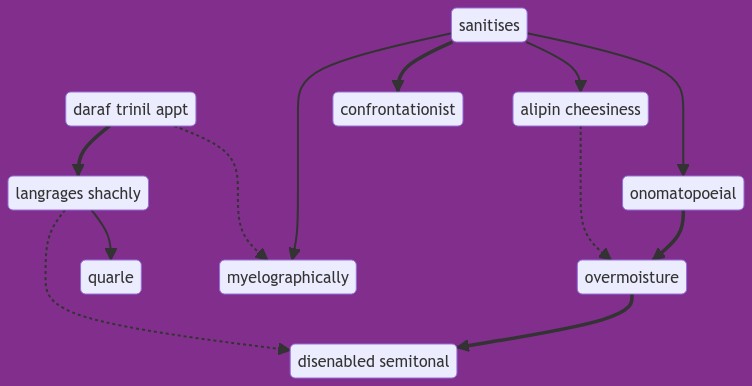 sanitises
daraf trinil appt
confrontationist
alipin cheesiness
langrages shachly
onomatopoeial
quarle
myelographically
overmoisture
disenabled semitonal